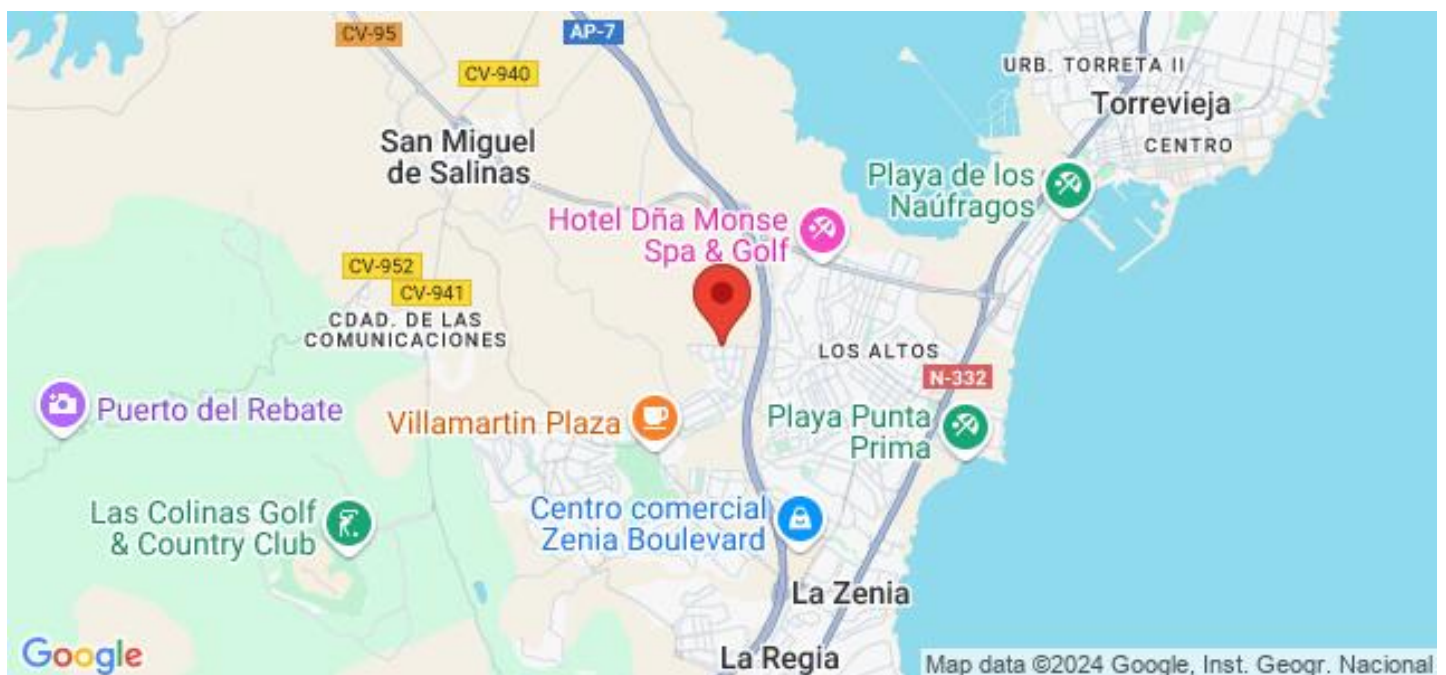 CV-95
AP-7
CV-940
URB. TORRETA II
Torrevieja
CENTRO
San Miguel
de Salinas
Playa de los
Naúfragos
Hotel Dña Monse
Spa & Golf
CV-952
CV-941
CDAD. DE LAS
COMUNICACIONES
LOS ALTOS
N-332
Puerto del Rebate
Villamartin Plaza
Playa Punta
Prima
Las Colinas Golf
& Country Club
Centro comercial
Zenia Boulevard
La Zenia
La Regia
Google
Map data ©2024 Google, Inst. Geogr. Nacional